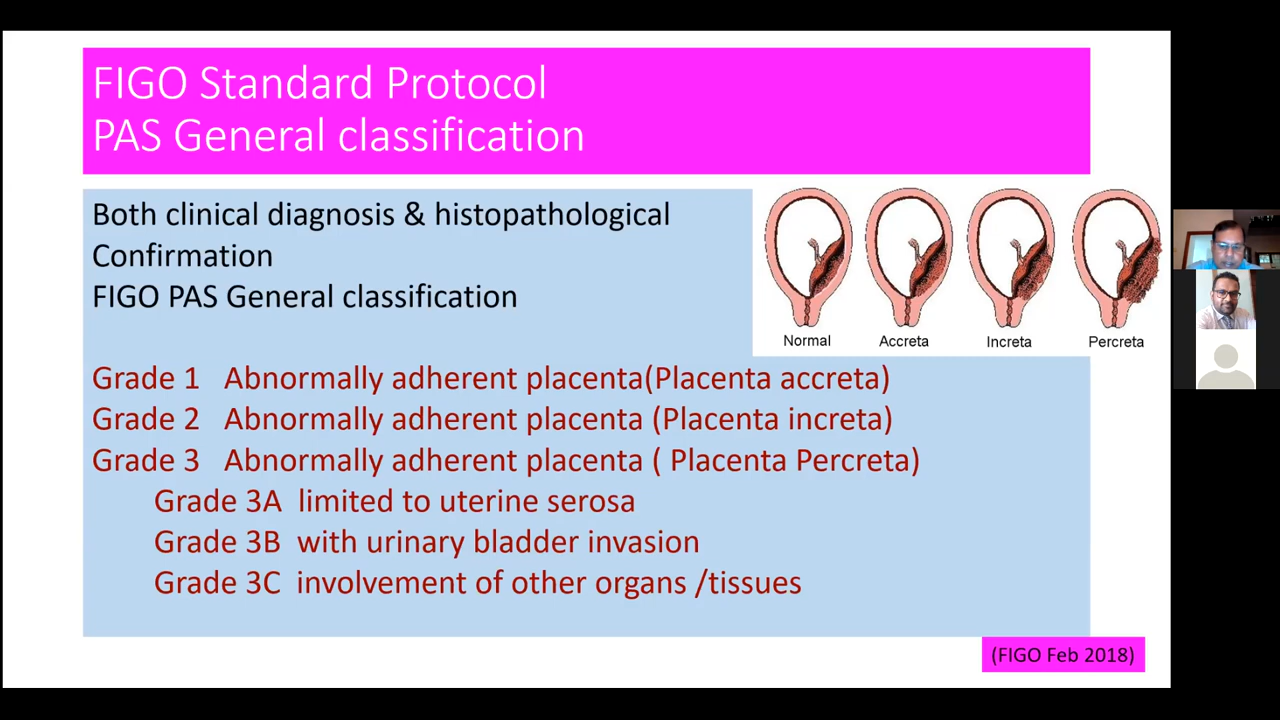 FIGO Standard Protocol
PAS General classification
Both clinical diagnosis & histopathological
Confirmation
FIGO PAS General classification
Normal Accreta Increta Percreta
Grade 1 Abnormally adherent placenta(Placenta accreta)
Grade 2 Abnormally adherent placenta (Placenta increta)
Grade 3 Abnormally adherent placenta ( Placenta Percreta)
Grade 3A limited to uterine serosa
Grade 3B with urinary bladder invasion
Grade 3C involvement of other organs /tissues
(FIGO Feb 2018)